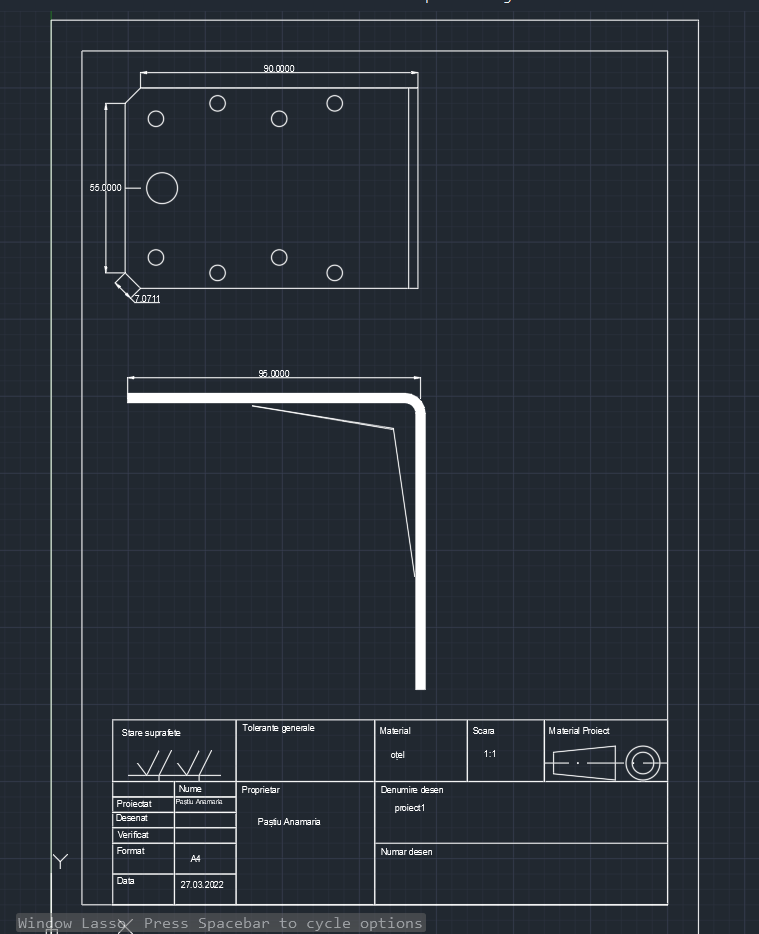 90.0000
55.0000
7.0711
95.0000
Stare suprafete
Tolerante generale
Material
Scara
Material Proiect
oțel
1:1
Nume
Proprietar
Denumire desen
Proiectat
Paștiu Anamaria
proiect1
Desenat
Paștiu Anamaria
Verificat
Format
A4
Numar desen
Data
27.03.2022
Y
Window Lasso Press Spacebar to cycle options